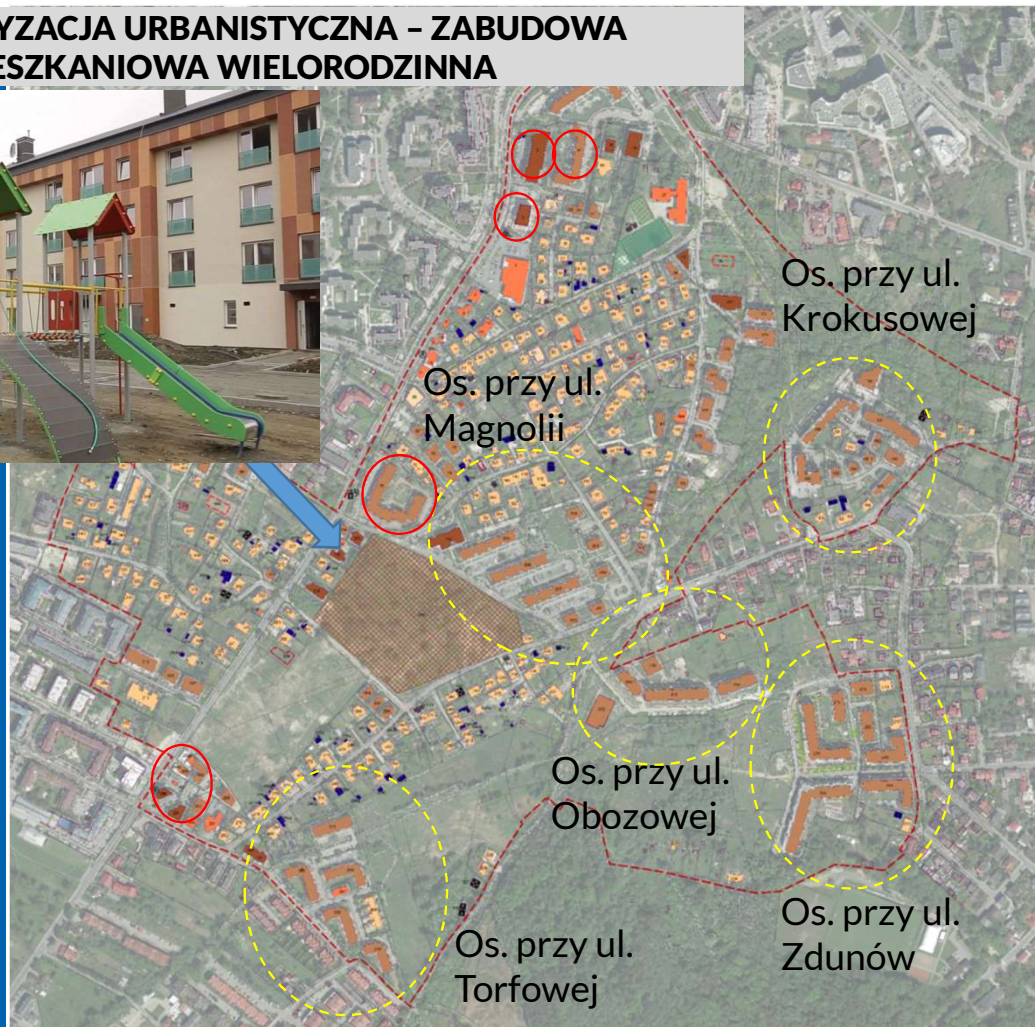 YZACJA URBANISTYCZNA – ZABUDOWA
ESZKANIOWA WIELORODZINNA
Os. przy ul.
Krokusowej
Os. przy ul.
Magnolii
Os. przy ul.
Obozowej
Os. przy ul.
Zdunów
Os. przy ul.
Torfowej